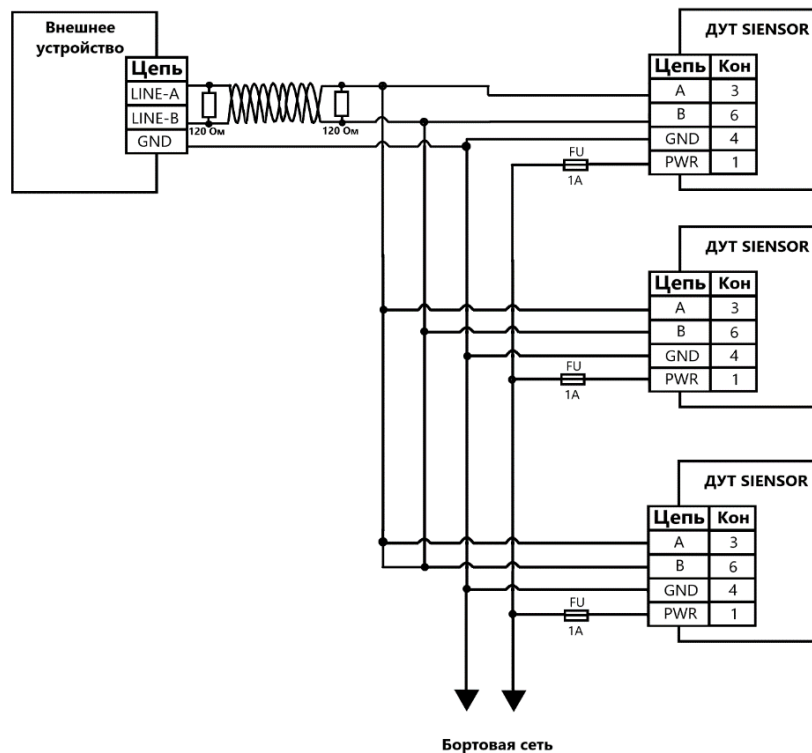 Внешнее
устройство
Цепь
LINE-A
LINE-B
GND
120 Ом
120 Ом
ДУТ SIENSOR
Цепь Кон
A 3
B 6
GND 4
PWR 1
FU
1A
ДУТ SIENSOR
Цепь Кон
A 3
B 6
GND 4
PWR 1
FU
1A
ДУТ SIENSOR
Цепь Кон
A 3
B 6
GND 4
PWR 1
FU
1A
Бортовая сеть